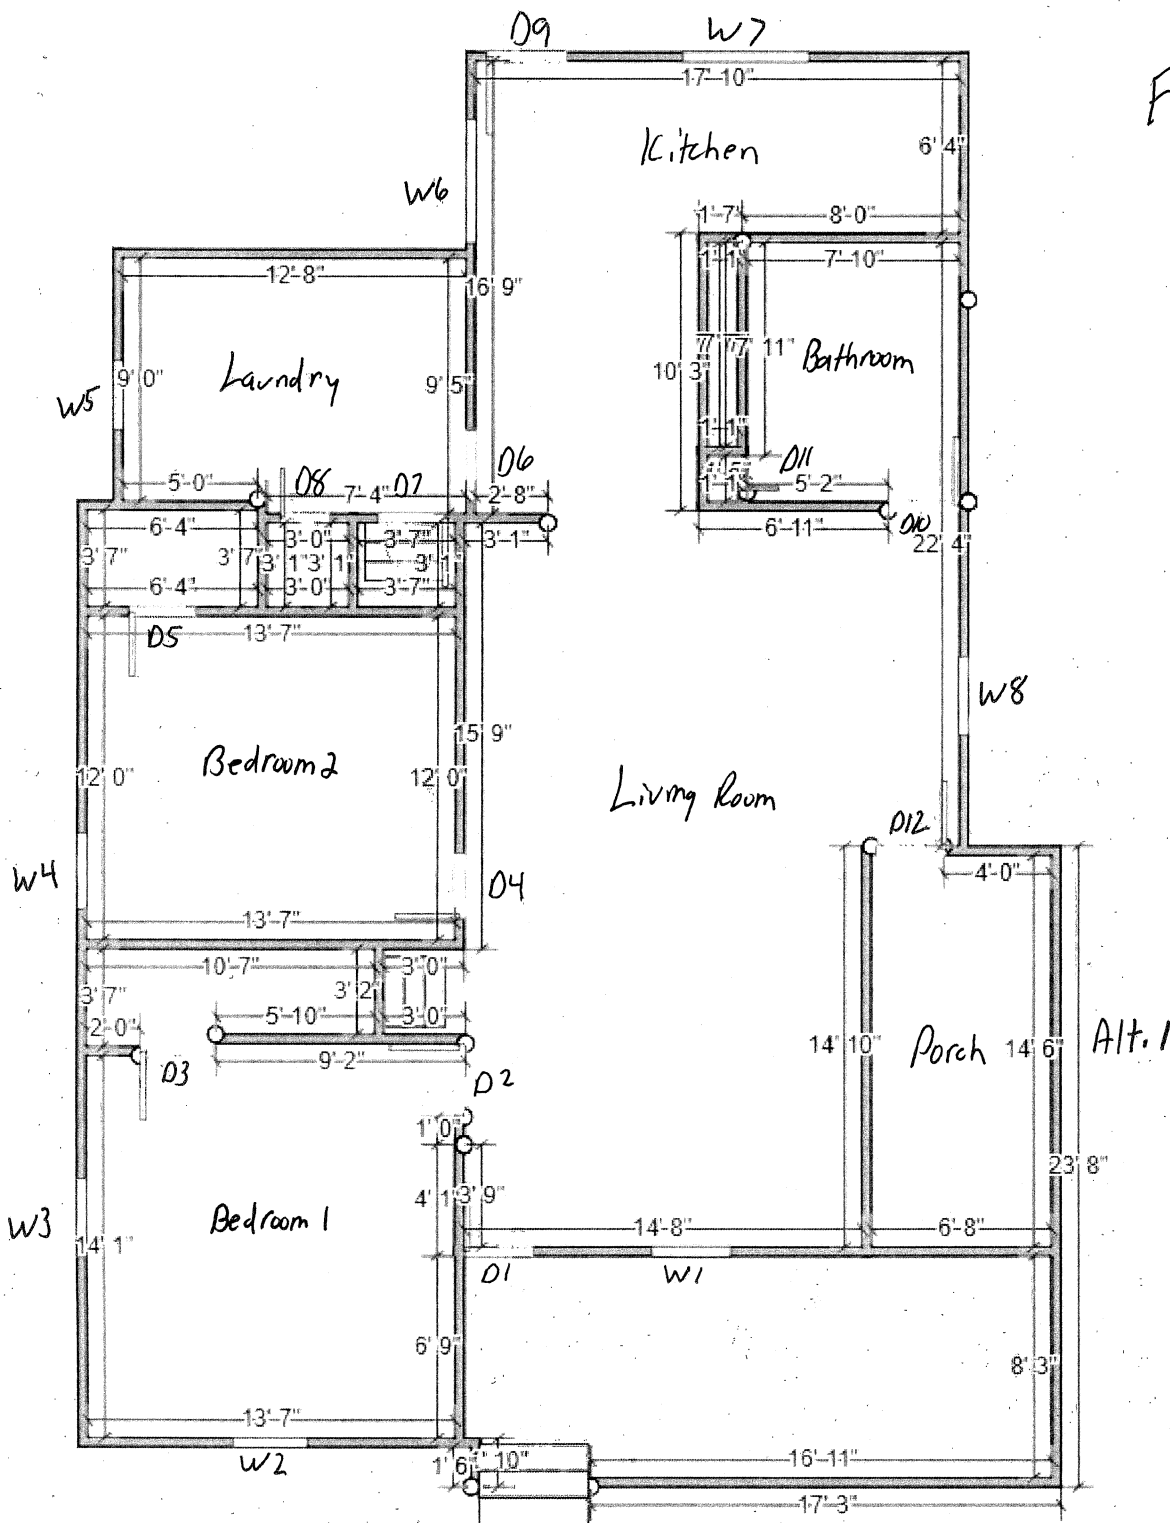 D9 W7
17'-10"
F
Kitchen
6'4"
W6
1'-7" 8'-0"
1'-1" 7'-10"
12'-8" 16'9"
10'3" 7'7" 7'11" Bathroom
9'0" Laundry 9'5"
W5
1'-1"
D6 D11
5'-0" D8 7'-4" D7 2'-8" 5'-2"
1'-1"
6'-4" 3'-0" 3'-7" 3'-1" 6'-11" D10
22'4"
3'7" 3'7" 3'1" 3'1" 3'1"
6'-4" 3'-0" 3'-7"
D5 13'-7"
W8
15'9"
Bedroom 2
12'0" 12'0"
Living Room
D12
W4 D4
4'-0"
13'-7"
10'-7" 3'-0"
3'7" 3'2"
2'-0" 5'-10" 3'-0"
9'-2"
14'10" Porch 14'6" Alt. 1
D3 D2
1'0"
23'8"
4'1" 3'9"
W3 Bedroom 1
14'-8" 6'-8"
14'1"
D1 W1
6'9" 8'3"
13'-7"
W2 1'6" 10" 16'-11"
17'-3"